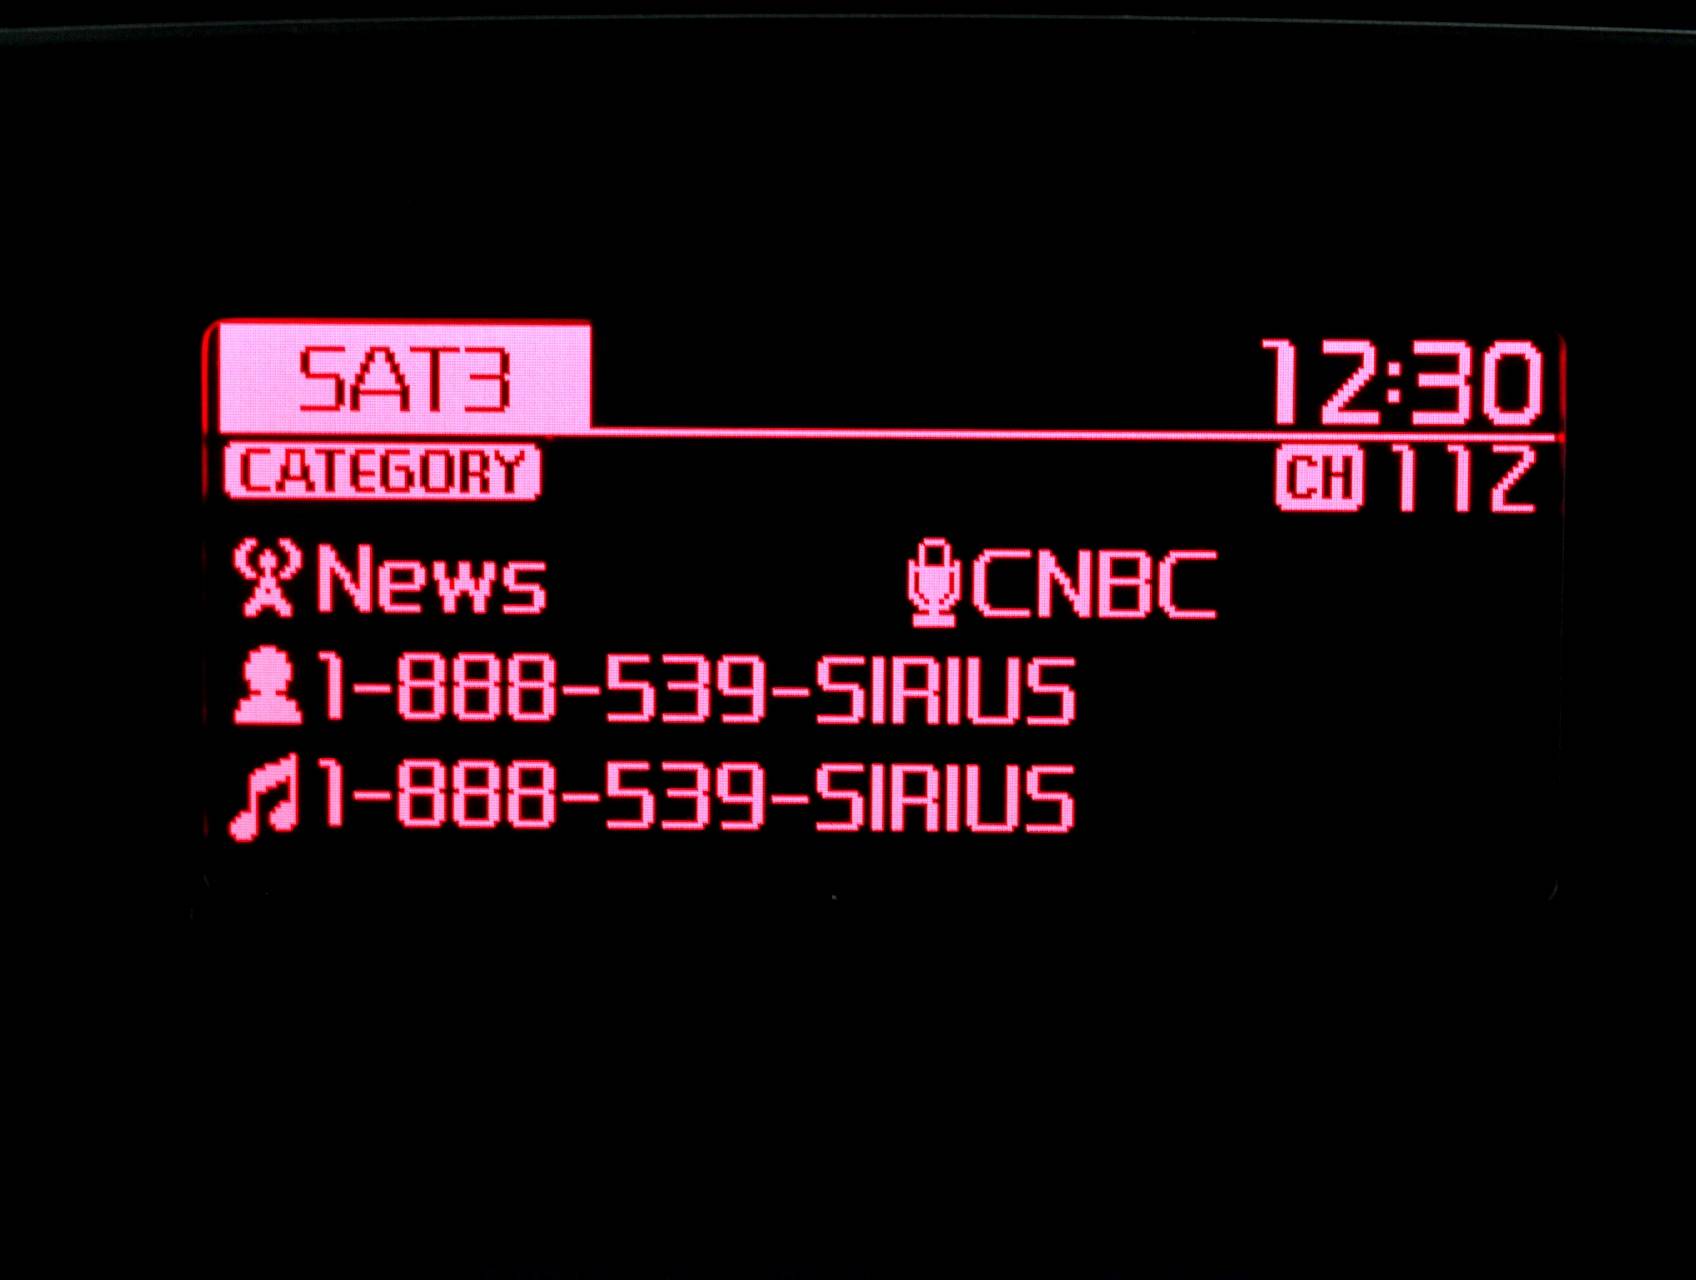 SAT3 12:30
CATEGORY CH 112
News CNBC
1-888-539-SIRIUS
1-888-539-SIRIUS